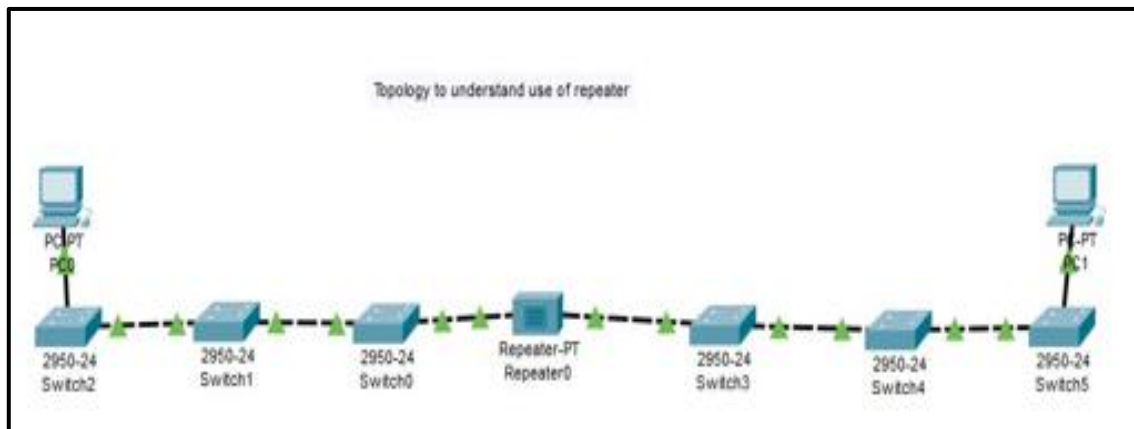 Topology to understand use of repeater
PC-PT
PC0
PC-PT
PC1
2950-24
Switch2
2950-24
Switch1
2950-24
Switch0
Repeater-PT
Repeater0
2950-24
Switch3
2950-24
Switch4
2950-24
Switch5